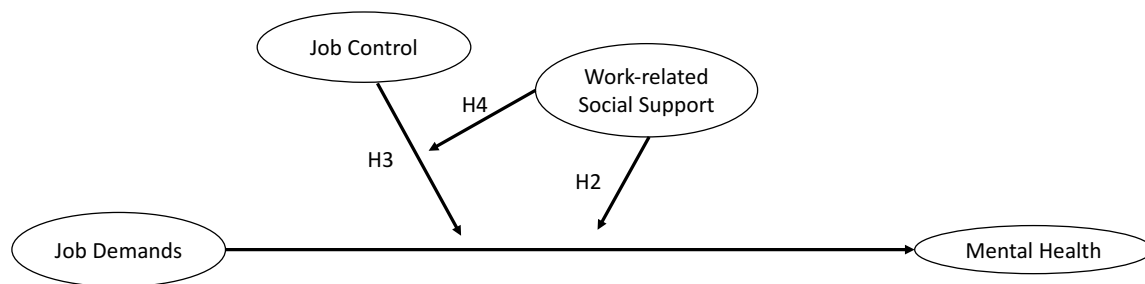 Job Control
Work-related
Social Support
H4
H3
H2
Job Demands
Mental Health